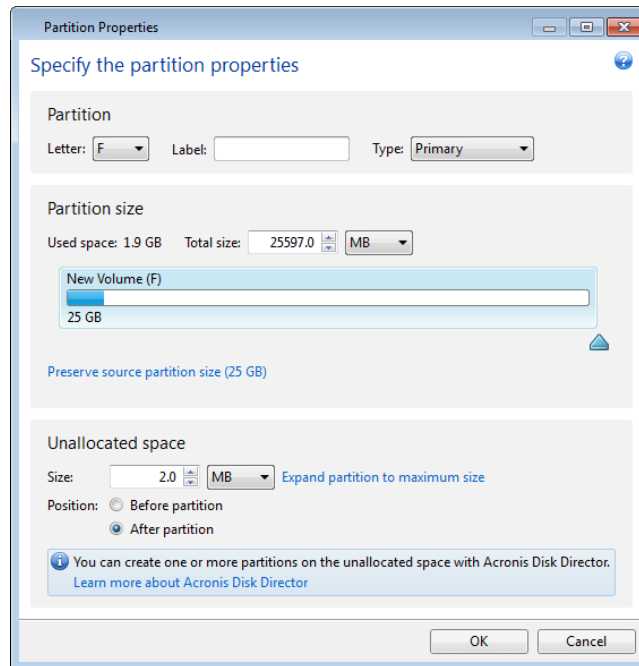 Partition Properties
Specify the partition properties
Partition
Letter: F Label: Type: Primary
Partition size
Used space: 1.9 GB Total size: 25597.0 MB
New Volume (F)
25 GB
Preserve source partition size (25 GB)
Unallocated space
Size: 2.0 MB Expand partition to maximum size
Position: Before partition
After partition
You can create one or more partitions on the unallocated space with Acronis Disk Director.
Learn more about Acronis Disk Director
OK Cancel